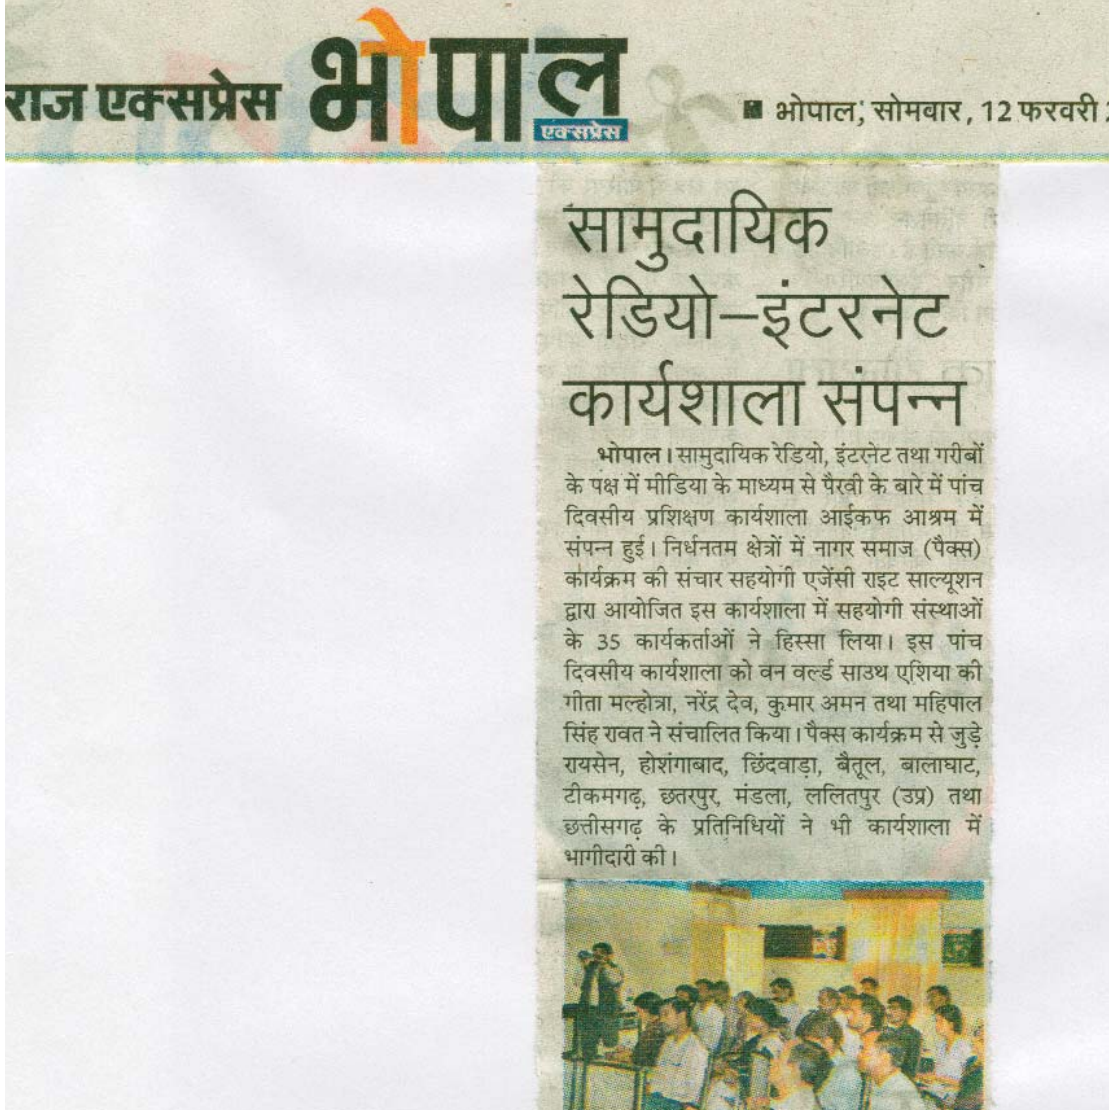 राज एक्सप्रेस भोपाल
एक्सप्रेस
भोपाल, सोमवार, 12 फरवरी
सामुदायिक
रेडियो–इंटरनेट
कार्यशाला संपन्न
भोपाल। सामुदायिक रेडियो, इंटरनेट तथा गरीबों
के पक्ष में मीडिया के माध्यम से पैरवी के बारे में पांच
दिवसीय प्रशिक्षण कार्यशाला आईकफ आश्रम में
संपन्न हुई। निर्धनतम क्षेत्रों में नागर समाज (पैक्स)
कार्यक्रम की संचार सहयोगी एजेंसी राइट साल्यूशन
द्वारा आयोजित इस कार्यशाला में सहयोगी संस्थाओं
के 35 कार्यकर्ताओं ने हिस्सा लिया। इस पांच
दिवसीय कार्यशाला को वन वर्ल्ड साउथ एशिया की
गीता मल्होत्रा, नरेंद्र देव, कुमार अमन तथा महिपाल
सिंह रावत ने संचालित किया। पैक्स कार्यक्रम से जुड़े
रायसेन, होशंगाबाद, छिंदवाड़ा, बैतूल, बालाघाट,
टीकमगढ़, छतरपुर, मंडला, ललितपुर (उप्र) तथा
छत्तीसगढ़ के प्रतिनिधियों ने भी कार्यशाला में
भागीदारी की।